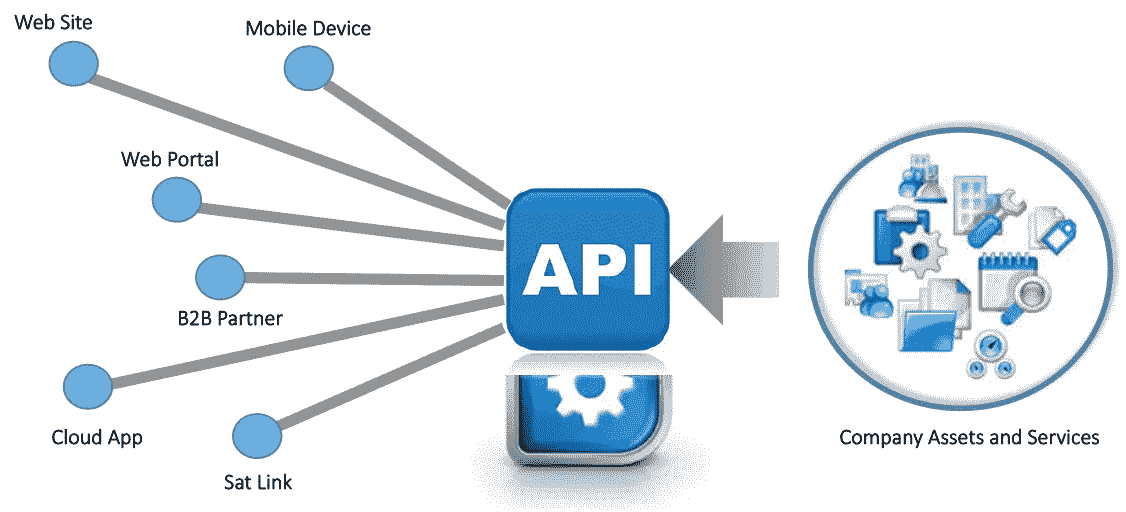 Web Site
Mobile Device
Web Portal
API
B2B Partner
Cloud App
Sat Link
Company Assets and Services